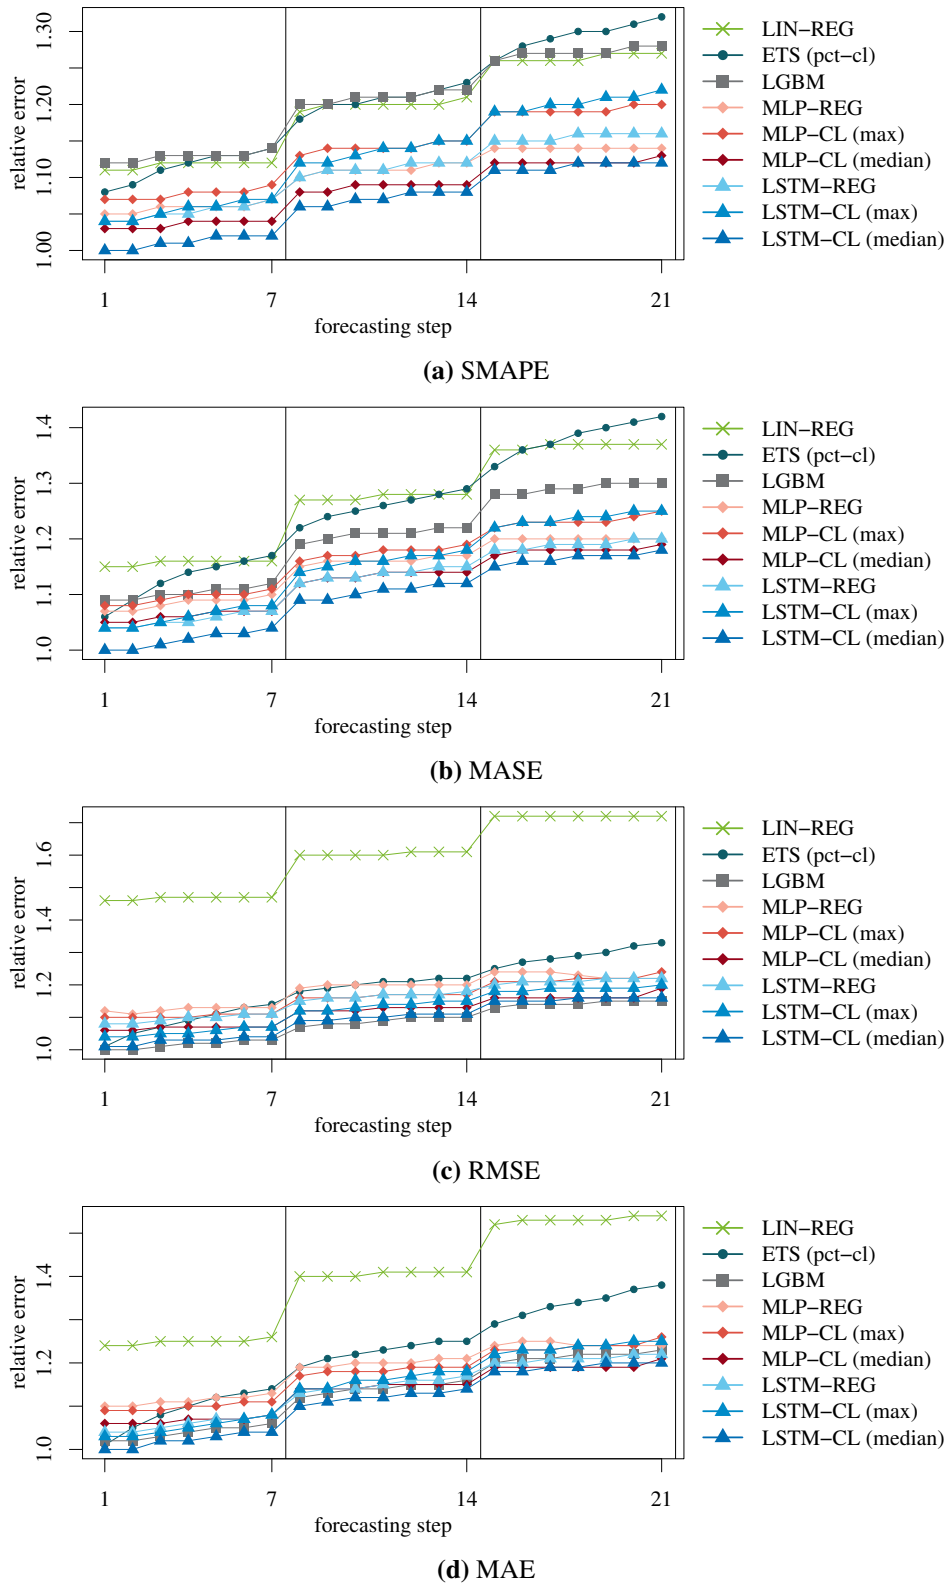 1.00 1.10 1.20 1.30
relative error
1 7 14 21
forecasting step
LIN−REG
ETS (pct−cl)
LGBM
MLP−REG
MLP−CL (max)
MLP−CL (median)
LSTM−REG
LSTM−CL (max)
LSTM−CL (median)
(a) SMAPE
1.0 1.1 1.2 1.3 1.4
relative error
1 7 14 21
forecasting step
LIN−REG
ETS (pct−cl)
LGBM
MLP−REG
MLP−CL (max)
MLP−CL (median)
LSTM−REG
LSTM−CL (max)
LSTM−CL (median)
(b) MASE
1.0 1.2 1.4 1.6
relative error
1 7 14 21
forecasting step
LIN−REG
ETS (pct−cl)
LGBM
MLP−REG
MLP−CL (max)
MLP−CL (median)
LSTM−REG
LSTM−CL (max)
LSTM−CL (median)
(c) RMSE
1.0 1.2 1.4
relative error
1 7 14 21
forecasting step
LIN−REG
ETS (pct−cl)
LGBM
MLP−REG
MLP−CL (max)
MLP−CL (median)
LSTM−REG
LSTM−CL (max)
LSTM−CL (median)
(d) MAE